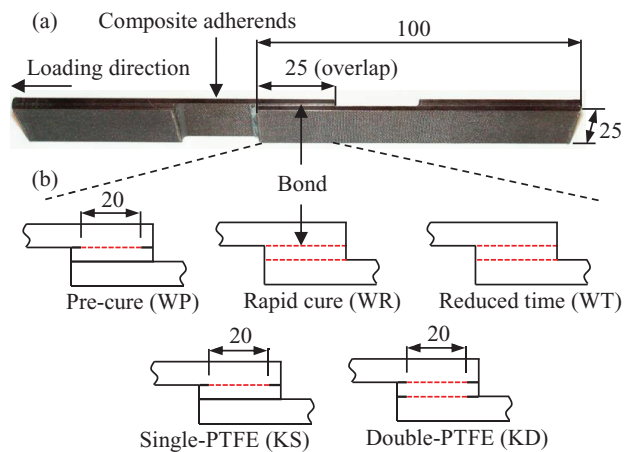 (a)
Composite adherends
100
Loading direction
25 (overlap)
25
(b)
Bond
20
Pre-cure (WP)
Rapid cure (WR)
Reduced time (WT)
20
20
Single-PTFE (KS)
Double-PTFE (KD)